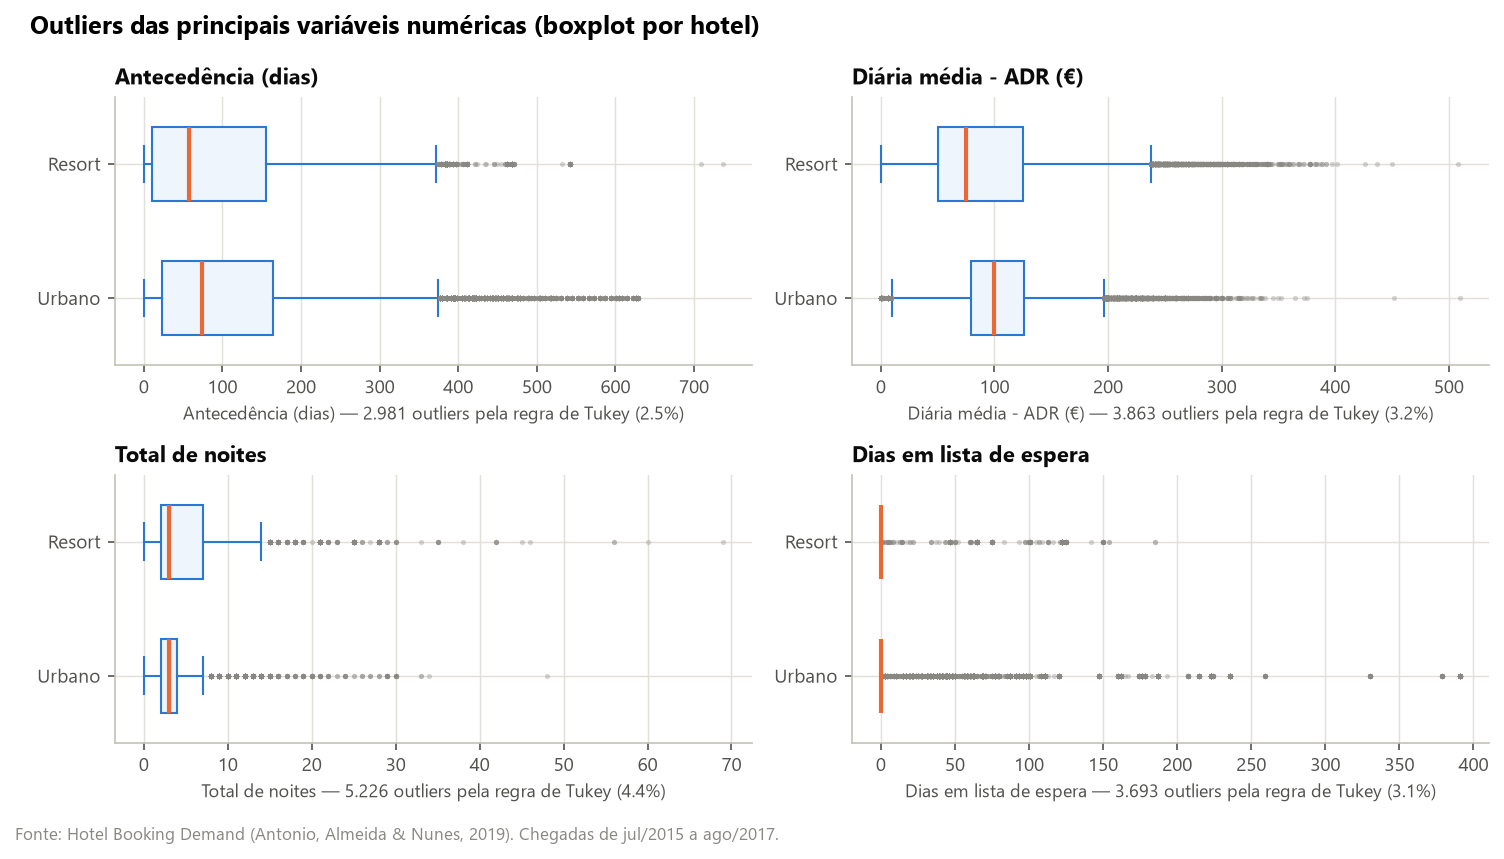 Outliers das principais variáveis numéricas (boxplot por hotel)
Antecedência (dias)
Resort
Urbano
0 100 200 300 400 500 600 700
Antecedência (dias) — 2.981 outliers pela regra de Tukey (2.5%)
Diária média - ADR (€)
Resort
Urbano
0 100 200 300 400 500
Diária média - ADR (€) — 3.863 outliers pela regra de Tukey (3.2%)
Total de noites
Resort
Urbano
0 10 20 30 40 50 60 70
Total de noites — 5.226 outliers pela regra de Tukey (4.4%)
Dias em lista de espera
Resort
Urbano
0 50 100 150 200 250 300 350 400
Dias em lista de espera — 3.693 outliers pela regra de Tukey (3.1%)
Fonte: Hotel Booking Demand (Antonio, Almeida & Nunes, 2019). Chegadas de jul/2015 a ago/2017.